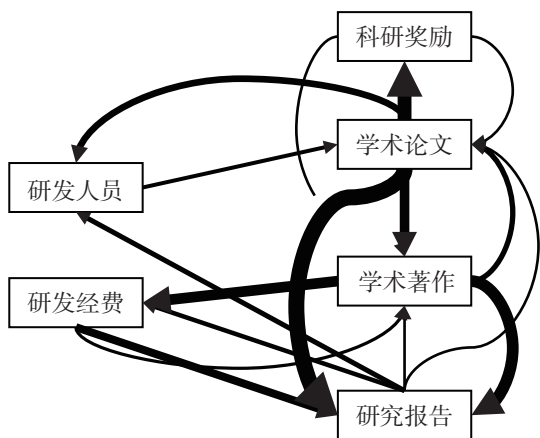 科研奖励
学术论文
研发人员
学术著作
研发经费
研究报告